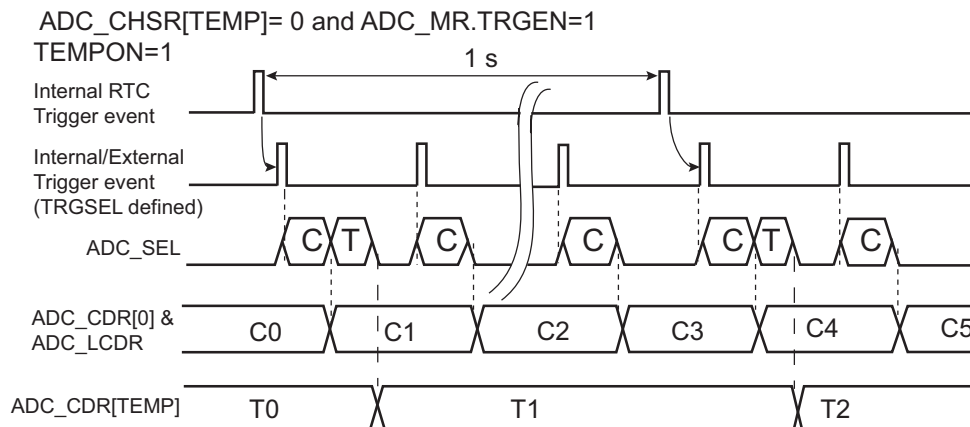 ADC_CHSR[TEMP]= 0 and ADC_MR.TRGEN=1
TEMPON=1
1 s
Internal RTC
Trigger event
Internal/External
Trigger event
(TRGSEL defined)
ADC_SEL
C T C C C T C
ADC_CDR[0] &
ADC_LCDR
C0 C1 C2 C3 C4 C5
ADC_CDR[TEMP]
T0 T1 T2